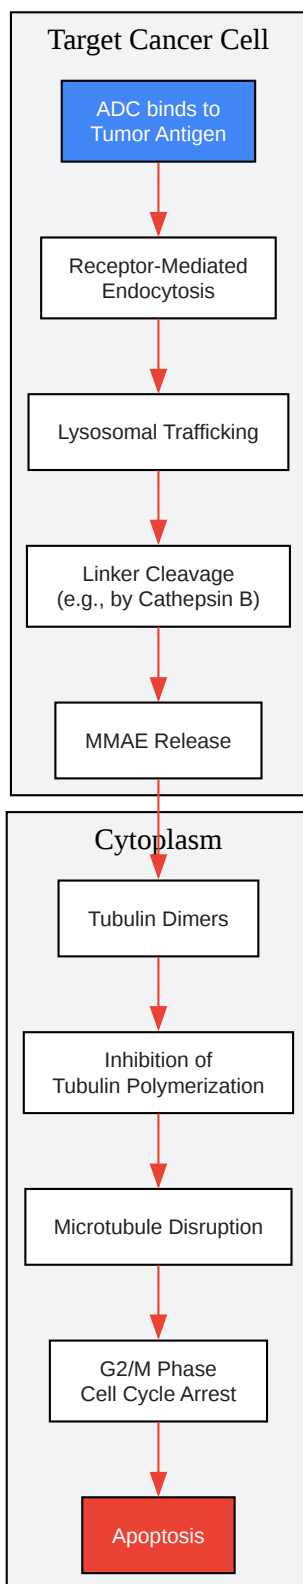 Target Cancer Cell
ADC binds to
Tumor Antigen
Receptor-Mediated
Endocytosis
Lysosomal Trafficking
Linker Cleavage
(e.g., by Cathepsin B)
MMAE Release
Cytoplasm
Tubulin Dimers
Inhibition of
Tubulin Polymerization
Microtubule Disruption
G2/M Phase
Cell Cycle Arrest
Apoptosis